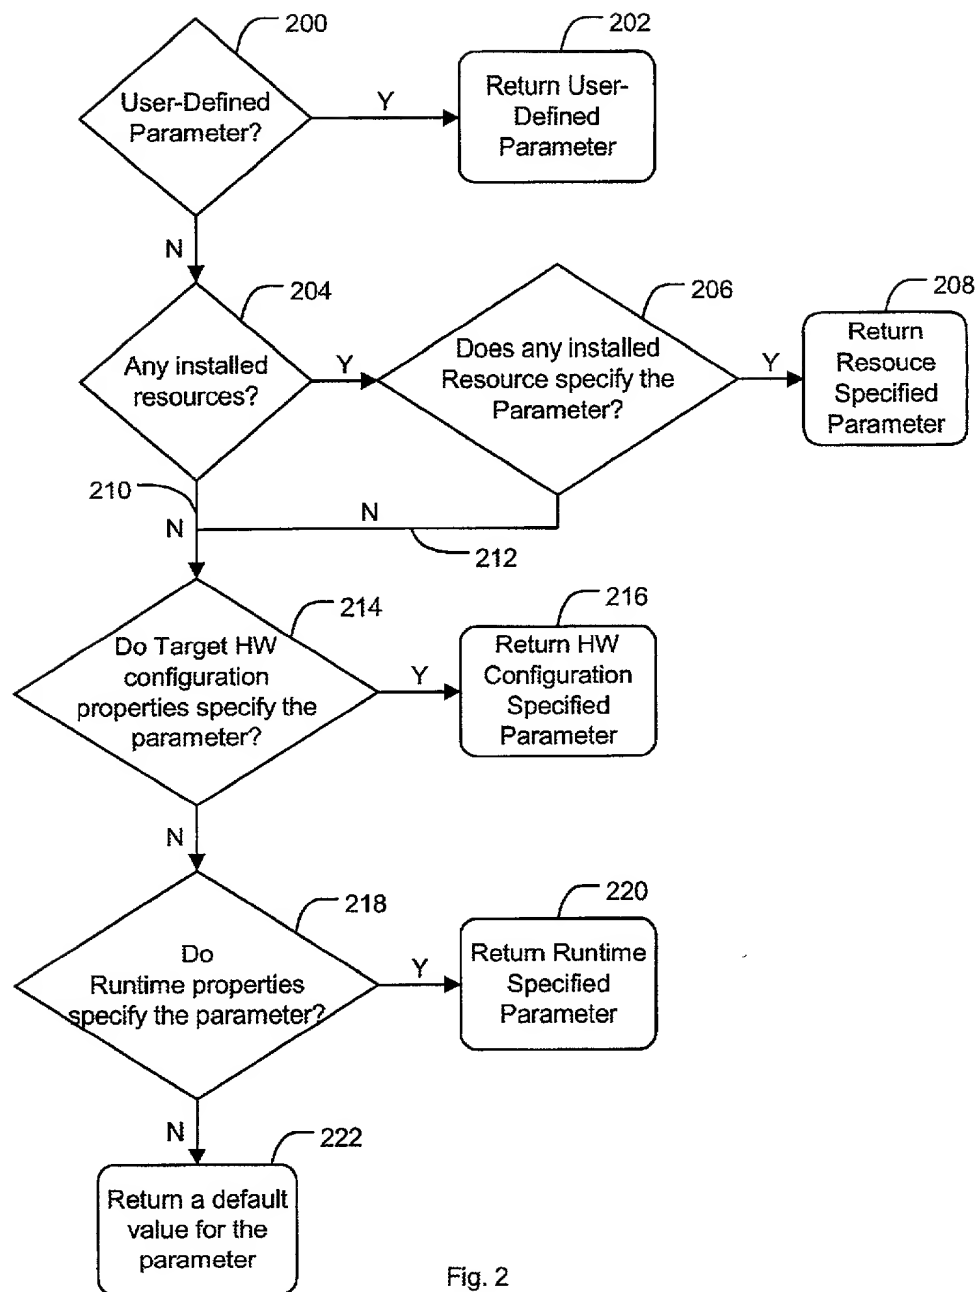 200
User-Defined
Parameter?
Y
202
Return User-
Defined
Parameter
N
204
Any installed
resources?
Y
206
Does any installed
Resource specify the
Parameter?
Y
208
Return
Resouce
Specified
Parameter
210
N
N
212
214
Do Target HW
configuration
properties specify the
parameter?
Y
216
Return HW
Configuration
Specified
Parameter
N
218
Do
Runtime properties
specify the parameter?
Y
220
Return Runtime
Specified
Parameter
N
222
Return a default
value for the
parameter
Fig. 2